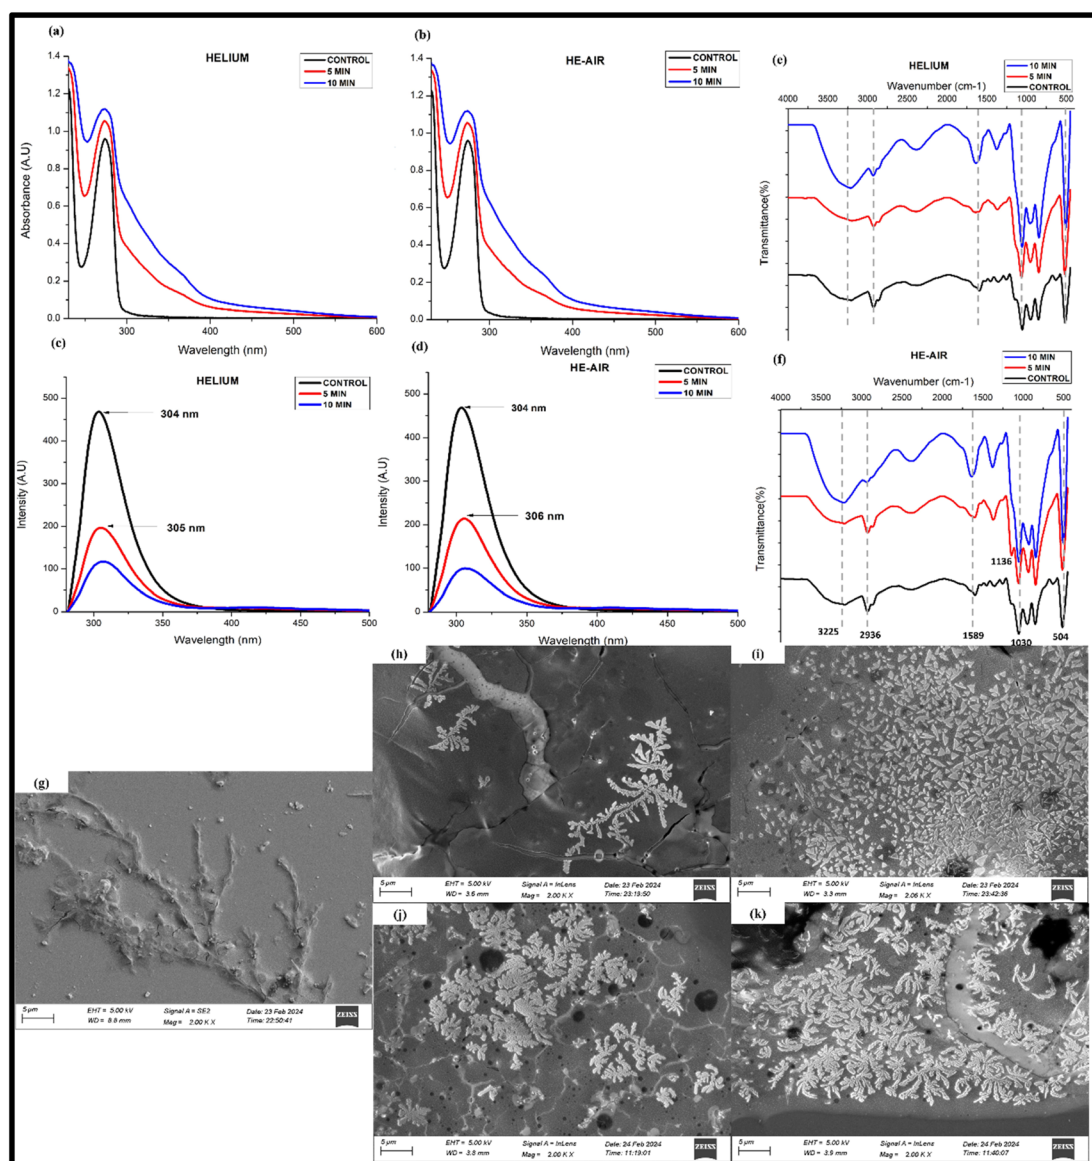 (a)
HELIUM
CONTROL
5 MIN
10 MIN
1.4
1.2
1.0
0.8
0.6
0.4
0.2
0.0
Absorbance (A.U)
300
400
500
600
Wavelength (nm)
(b)
HE-AIR
CONTROL
5 MIN
10 MIN
1.4
1.2
1.0
0.8
0.6
0.4
0.2
0.0
300
400
500
600
Wavelength (nm)
(e)
HELIUM
10 MIN
5 MIN
CONTROL
Wavenumber (cm-1)
4000 3500 3000 2500 2000 1500 1000 500
Transmittance(%)
(c)
HELIUM
CONTROL
5 MIN
10 MIN
500
450
400
350
300
250
200
150
100
50
0
Intensity (A.U)
304 nm
305 nm
300
350
400
450
500
Wavelength (nm)
(d)
HE-AIR
CONTROL
5 MIN
10 MIN
500
450
400
350
300
250
200
150
100
50
0
Intensity (A.U)
304 nm
306 nm
300
350
400
450
500
Wavelength (nm)
(f)
HE-AIR
10 MIN
5 MIN
CONTROL
Wavenumber (cm-1)
4000 3500 3000 2500 2000 1500 1000 500
Transmittance(%)
1136
3225
2936
1589
1030
504
(g)
5 µm
EHT = 5.00 kV
WD = 8.6 mm
Signal A = SE2
Mag = 2.00 K X
Date: 23 Feb 2024
Time: 22:50:41
ZEISS
(h)
5 µm
EHT = 5.00 kV
WD = 3.6 mm
Signal A = InLens
Mag = 2.00 K X
Date: 23 Feb 2024
Time: 23:19:50
ZEISS
(i)
5 µm
EHT = 5.00 kV
WD = 3.3 mm
Signal A = InLens
Mag = 2.06 K X
Date: 23 Feb 2024
Time: 23:42:36
ZEISS
(j)
5 µm
EHT = 5.00 kV
WD = 3.8 mm
Signal A = InLens
Mag = 2.00 K X
Date: 24 Feb 2024
Time: 11:19:01
ZEISS
(k)
5 µm
EHT = 5.00 kV
WD = 3.9 mm
Signal A = InLens
Mag = 2.00 K X
Date: 24 Feb 2024
Time: 11:40:07
ZEISS